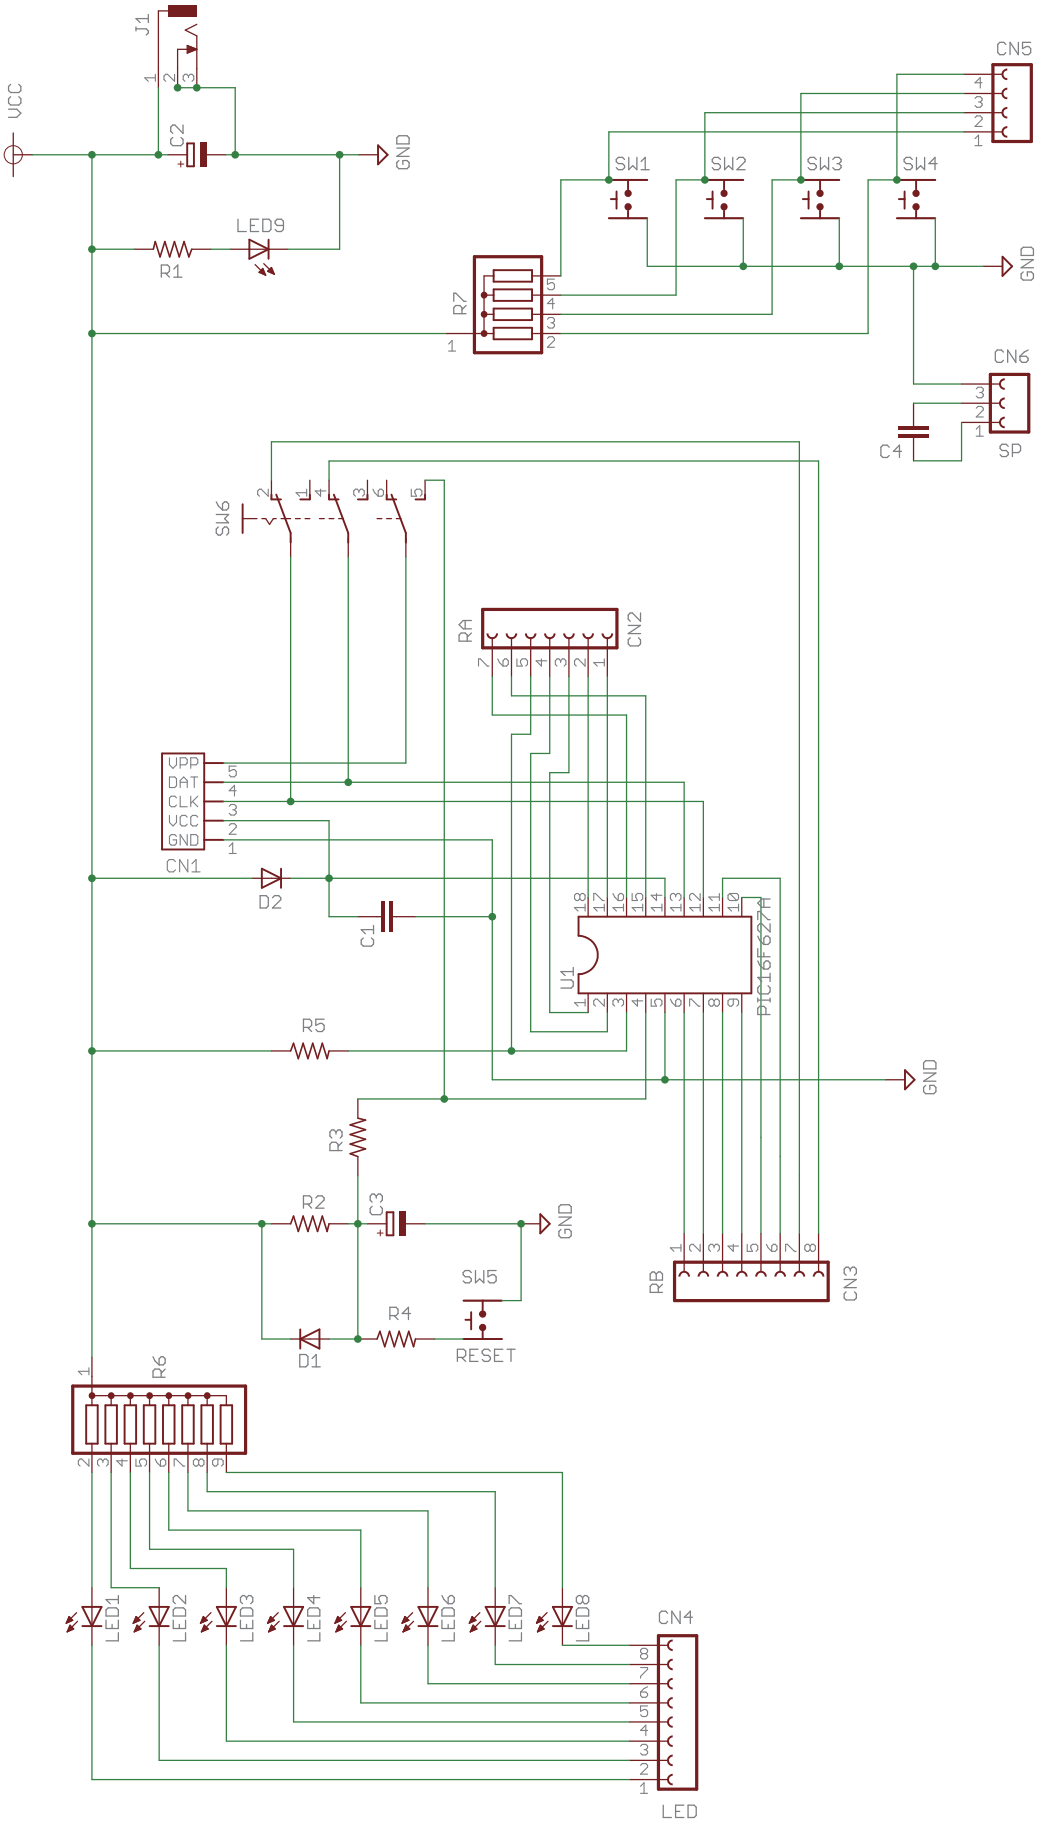 J1
1 2 3
VCC
C2
+
GND
LED9
R1
CN5
4
3
2
1
SW1 SW2 SW3 SW4
GND
R7
5
4
3
2
1
CN6
3
2
1
C4
SP
SW6
2 1 4 3 6 5
RA
CN2
7 6 5 4 3 2 1
VPP 5
DAT 4
CLK 3
VCC 2
GND 1
CN1
D2
C1
18 17 16 15 14 13 12 11 10
U1
PIC16F627A
1 2 3 4 5 6 7 8 9
R5
GND
R3
R2
C3
+
GND
SW5
R4
D1
RESET
1 2 3 4 5 6 7 8
RB
CN3
R6
1
2 3 4 5 6 7 8 9
LED1 LED2 LED3 LED4 LED5 LED6 LED7 LED8
CN4
8
7
6
5
4
3
2
1
LED